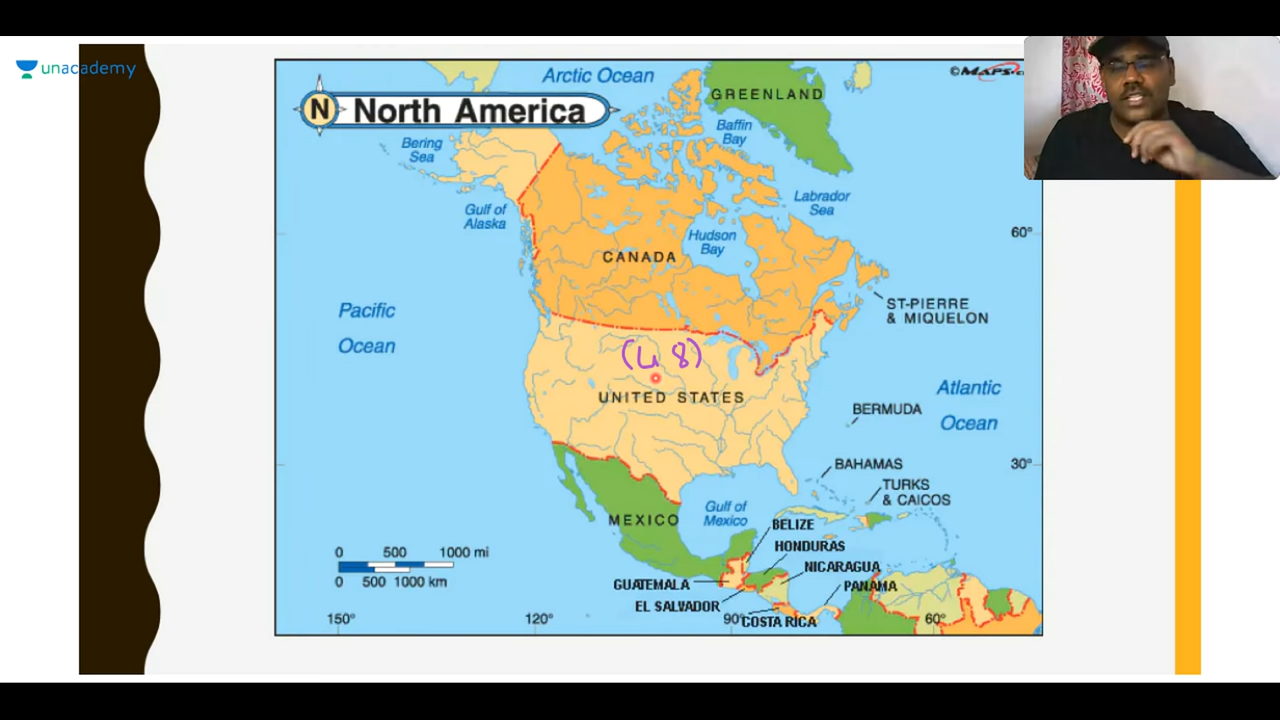 unacademy
Arctic Ocean
GREENLAND
©MAPS.c
N North America
Baffin
Bay
Bering
Sea
Labrador
Sea
Gulf of
Alaska
Hudson
Bay
60°
CANADA
Pacific
Ocean
ST-PIERRE
& MIQUELON
(48)
UNITED STATES
Atlantic
Ocean
BERMUDA
30°
BAHAMAS
TURKS
& CAICOS
MEXICO
Gulf of
Mexico
BELIZE
HONDURAS
NICARAGUA
GUATEMALA
PANAMA
EL SALVADOR
COSTA RICA
0 500 1000 mi
0 500 1000 km
150° 120° 90° 60°